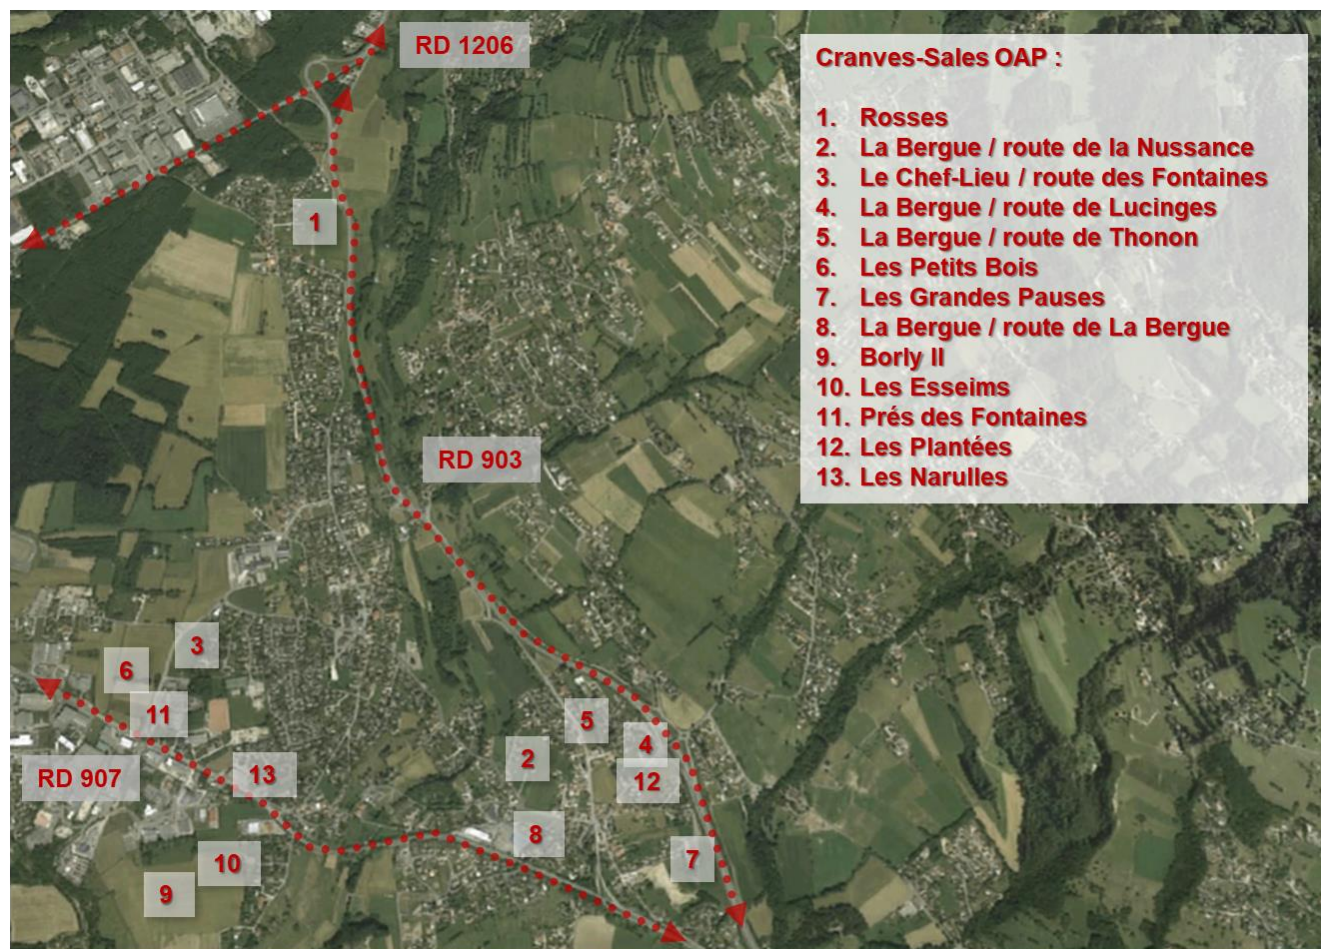 RD 1206
Cranves-Sales OAP :
1. Rosses
2. La Bergue / route de la Nussance
3. Le Chef-Lieu / route des Fontaines
4. La Bergue / route de Lucinges
5. La Bergue / route de Thonon
6. Les Petits Bois
7. Les Grandes Pauses
8. La Bergue / route de La Bergue
9. Borly II
10. Les Esseims
11. Prés des Fontaines
12. Les Plantées
13. Les Narulles
1
RD 903
3
6
11
5
4
2
13
RD 907
12
8
7
10
9